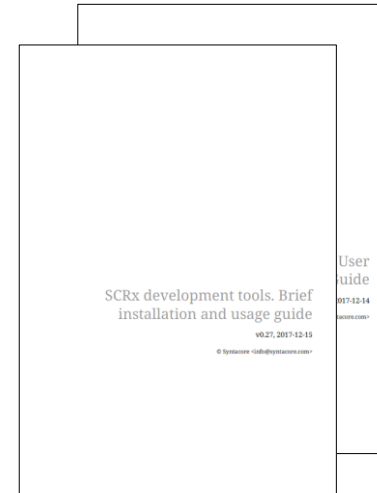 SCRx development tools. Brief
installation and usage guide
v0.27, 2017-12-15
© Syntacore <info@syntacore.com>
User
uide
2017-12-14
tacore.com>